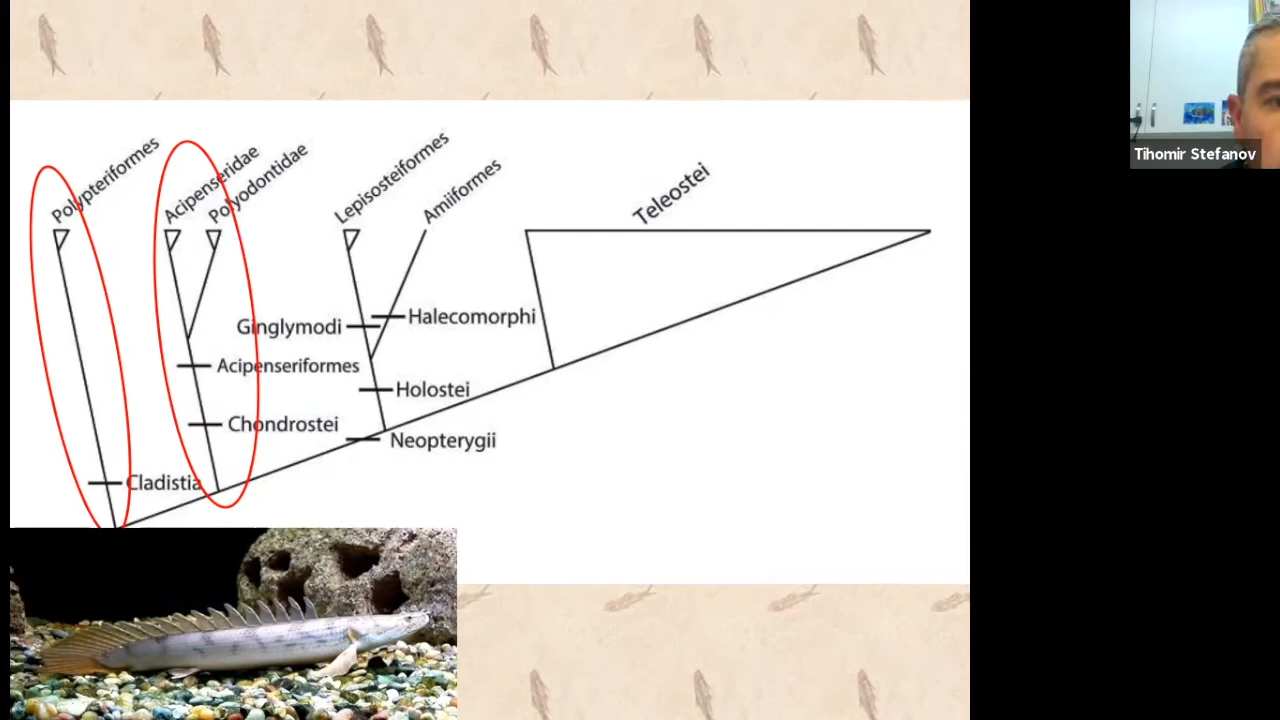 Polypteriformes
Acipenseridae
Polyodontidae
Lepisosteiformes
Amiiformes
Teleostei
Ginglymodi
Halecomorphi
Acipenseriformes
Holostei
Chondrostei
Neopterygii
Cladistia
Tihomir Stefanov